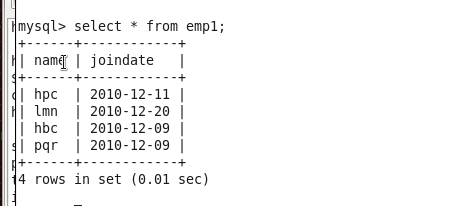 mysql> select * from emp1;
+------+------------+
| name | joindate   |
+------+------------+
| hpc  | 2010-12-11 |
| lmn  | 2010-12-20 |
| hbc  | 2010-12-09 |
| pqr  | 2010-12-09 |
+------+------------+
4 rows in set (0.01 sec)